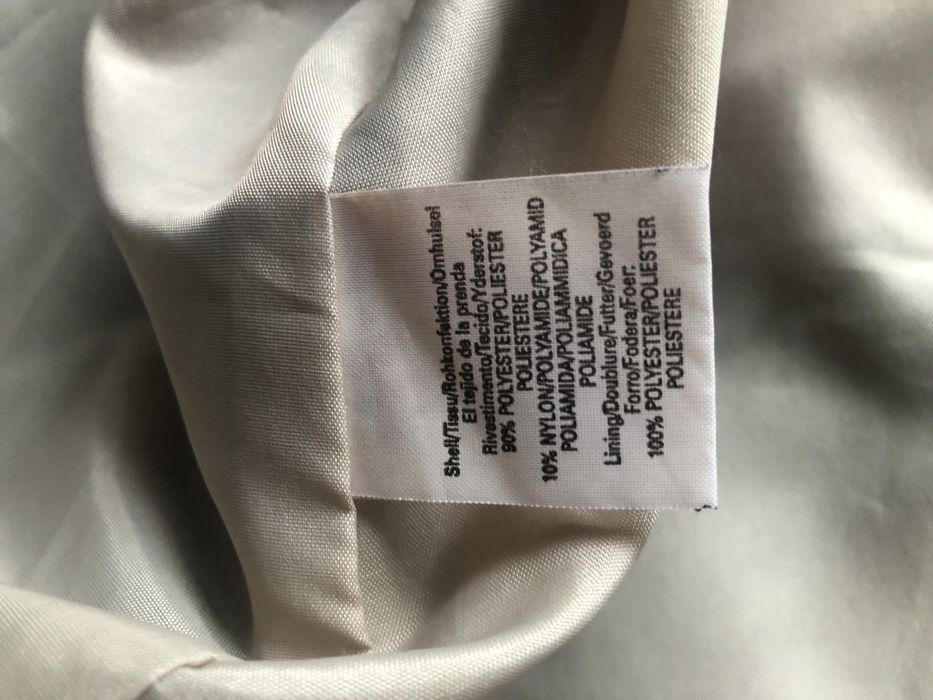 Shell/Tissu/Rohkonfektion/Omhulsel
El tejido de la prenda
Rivestimento/Tecido/Yderstof:
90% POLYESTER/POLIESTER
POLIESTERE
10% NYLON/POLYAMIDE/POLYAMID
POLIAMIDA/POLIAMMIDICA
POLIAMIDE
Lining/Doublure/Futter/Gevoerd
Forro/Fodera/Foer:
100% POLYESTER/POLIESTER
POLIESTERE